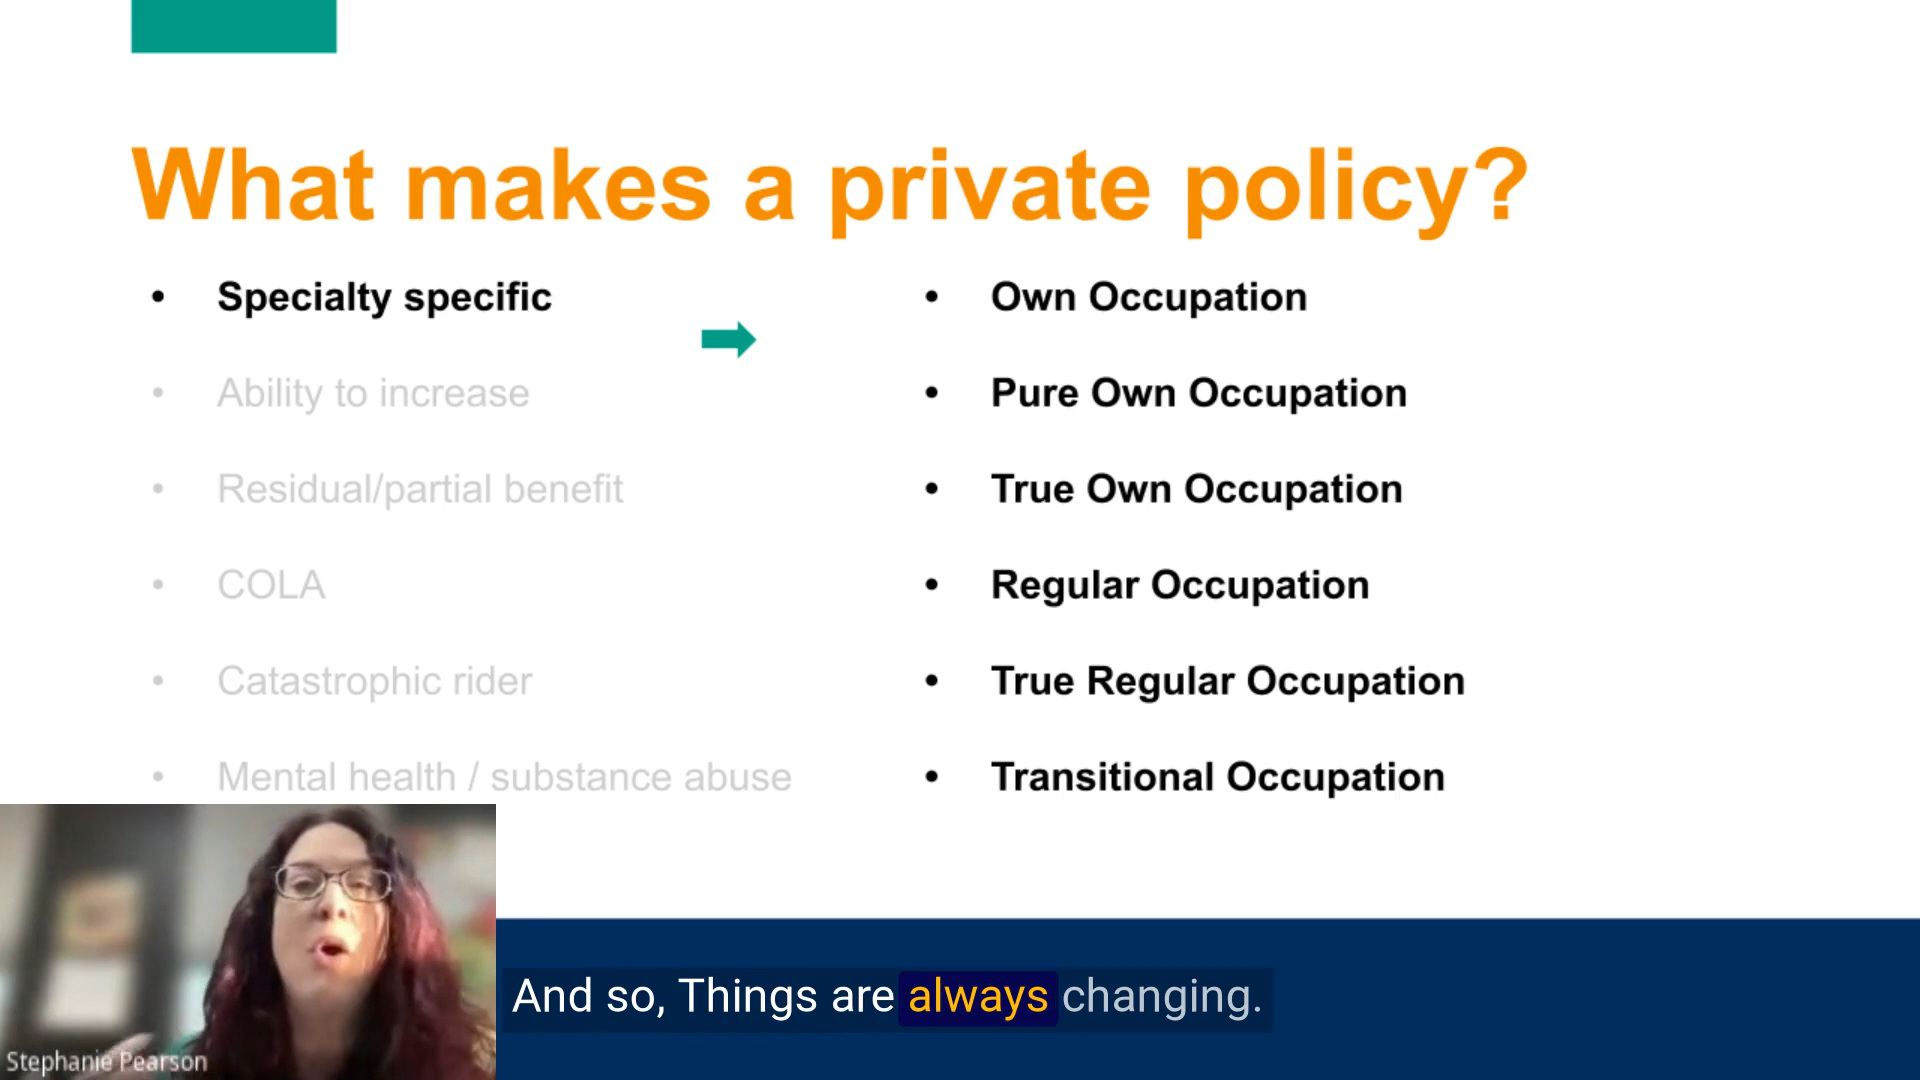 What makes a private policy?
• Specialty specific
• Ability to increase
• Residual/partial benefit
• COLA
• Catastrophic rider
• Mental health / substance abuse
• Own Occupation
• Pure Own Occupation
• True Own Occupation
• Regular Occupation
• True Regular Occupation
• Transitional Occupation
And so, Things are always changing.
Stephanie Pearson